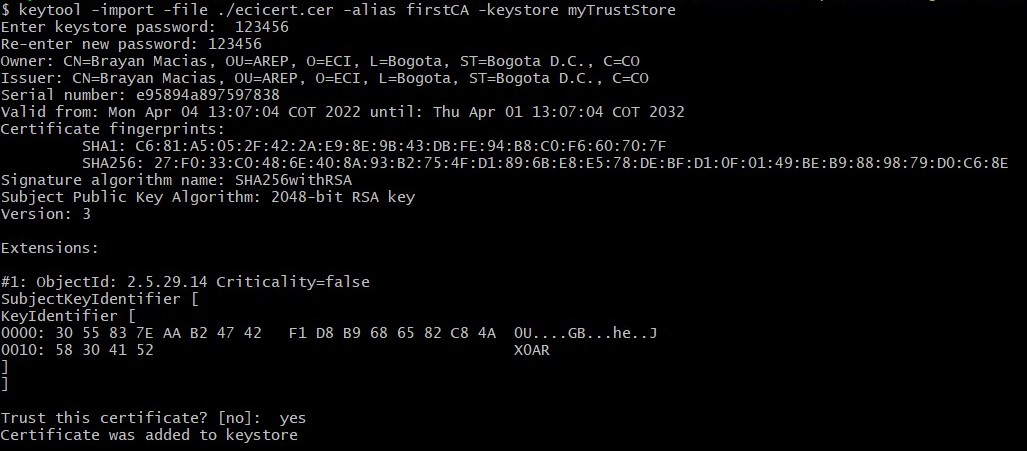 $ keytool -import -file ./ecicert.cer -alias firstCA -keystore myTrustStore
Enter keystore password:  123456
Re-enter new password: 123456
Owner: CN=Brayan Macias, OU=AREP, O=ECI, L=Bogota, ST=Bogota D.C., C=CO
Issuer: CN=Brayan Macias, OU=AREP, O=ECI, L=Bogota, ST=Bogota D.C., C=CO
Serial number: e95894a897597838
Valid from: Mon Apr 04 13:07:04 COT 2022 until: Thu Apr 01 13:07:04 COT 2032
Certificate fingerprints:
         SHA1: C6:81:A5:05:2F:42:2A:E9:8E:9B:43:DB:FE:94:B8:C0:F6:60:70:7F
         SHA256: 27:F0:33:C0:48:6E:40:8A:93:B2:75:4F:D1:89:6B:E8:E5:78:DE:BF:D1:0F:01:49:BE:B9:88:98:79:D0:C6:8E
Signature algorithm name: SHA256withRSA
Subject Public Key Algorithm: 2048-bit RSA key
Version: 3
Extensions:
#1: ObjectId: 2.5.29.14 Criticality=false
SubjectKeyIdentifier [
KeyIdentifier [
0000: 30 55 83 7E AA B2 47 42   F1 D8 B9 68 65 82 C8 4A  0U....GB...he..J
0010: 58 30 41 52                                        X0AR
]
]
Trust this certificate? [no]:  yes
Certificate was added to keystore